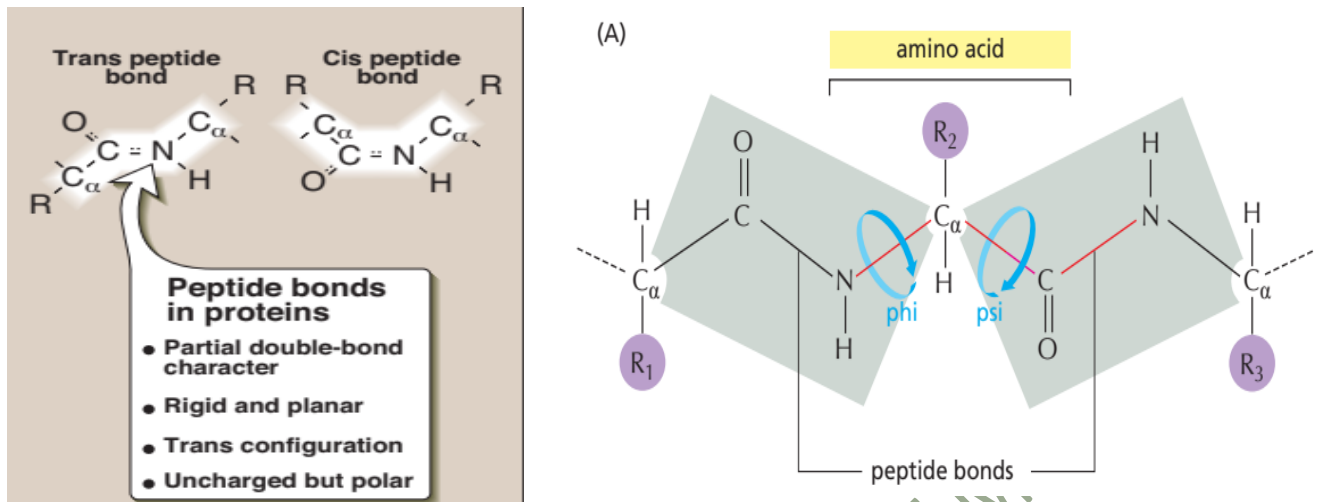 Trans peptide
bond
Cis peptide
bond
R
R
O
Cα
Cα
Cα
C = N
C = N
Cα
H
O
H
R
Peptide bonds
in proteins
• Partial double-bond
character
• Rigid and planar
• Trans configuration
• Uncharged but polar
(A)
amino acid
R2
O
H
H
C
Cα
N
H
Cα
N
H
C
Cα
phi
psi
H
O
R1
R3
peptide bonds